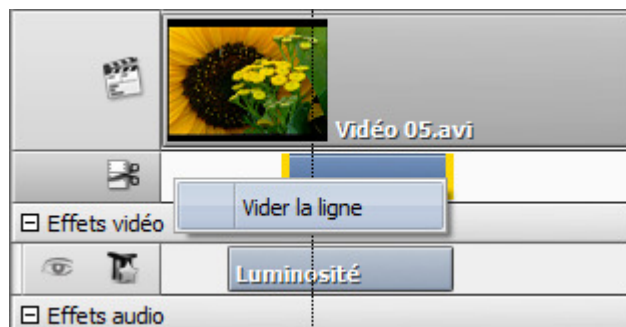 Vidéo 05.avi
Vider la ligne
Effets vidéo
Luminosité
Effets audio